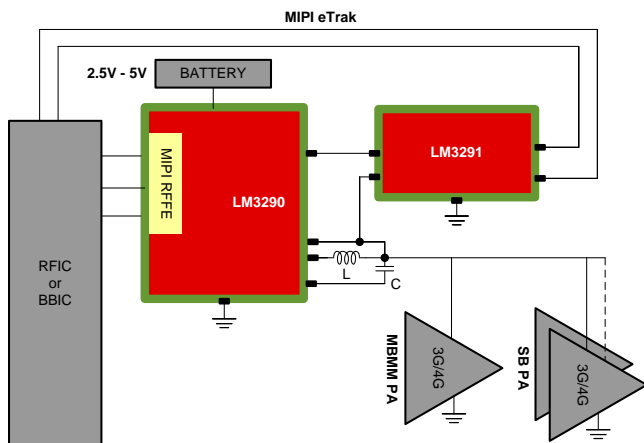 MIPI eTrak
2.5V - 5V
BATTERY
MIPI RFFE
LM3290
LM3291
RFIC
or
BBIC
L
C
MBMM PA
3G/4G
SB PA
3G/4G